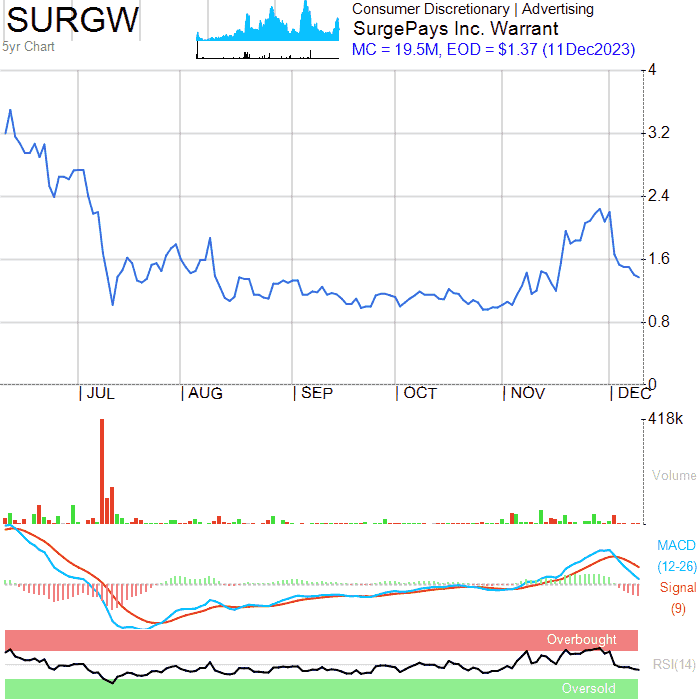 SURGW
5yr Chart
Consumer Discretionary | Advertising
SurgePays Inc. Warrant
MC = 19.5M, EOD = $1.37 (11Dec2023)
4
3.2
2.4
1.6
0.8
0
| JUL | AUG | SEP | OCT | NOV | DEC
418k
Volume
MACD
(12-26)
Signal
(9)
Overbought
RSI(14)
Oversold